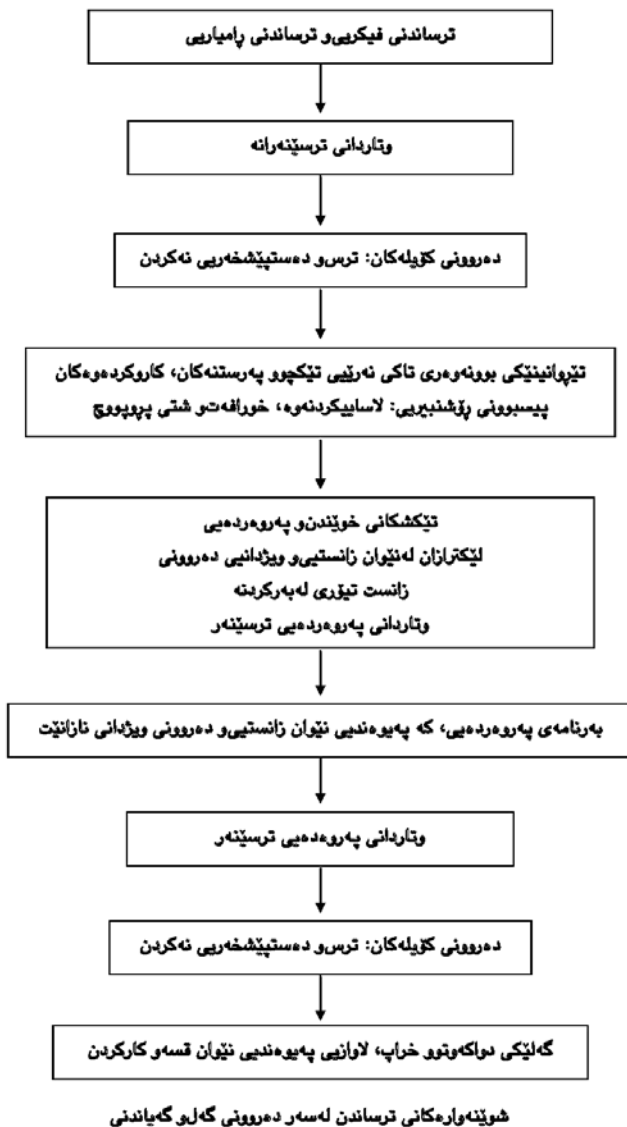 ترساندنی فیکریی‌و ترساندنی ڕامیاریی
وتاردانی ترسێنەرانە
دەروونی کۆیلەکان: ترس‌و دەستپێشخەریی نەکردن
تێڕوانینێکی بوونەوەری تاکی نەرێیی تێکچوو پەرستنەکان، کاروکردەوەکان
پیسبوونی ڕۆشنبیریی: لاساییکردنەوە، خورافەت‌و شتی پڕوپووچ
تێکشکانی خوێندن‌و پەروەردەیی
لێکترازان لەنێوان زانستیی‌و ویژدانیی دەروونی
زانست تیۆری لەبەرکردنە
وتاردانی پەروەردەیی ترسێنەر
بەرنامەی پەروەردەیی، کە پەیوەندیی نێوان زانستیی‌و دەروونی ویژدانی نازانێت
وتاردانی پەروەدەیی ترسێنەر
دەروونی کۆیلەکان: ترس‌و دەستپێشخەریی نەکردن
گەلێکی دواکەوتوو خراپ، لاوازیی پەیوەندیی نێوان قسەو کارکردن
شوێنەوارەکانی ترساندن لەسەر دەروونی گەل‌و گەیاندنی